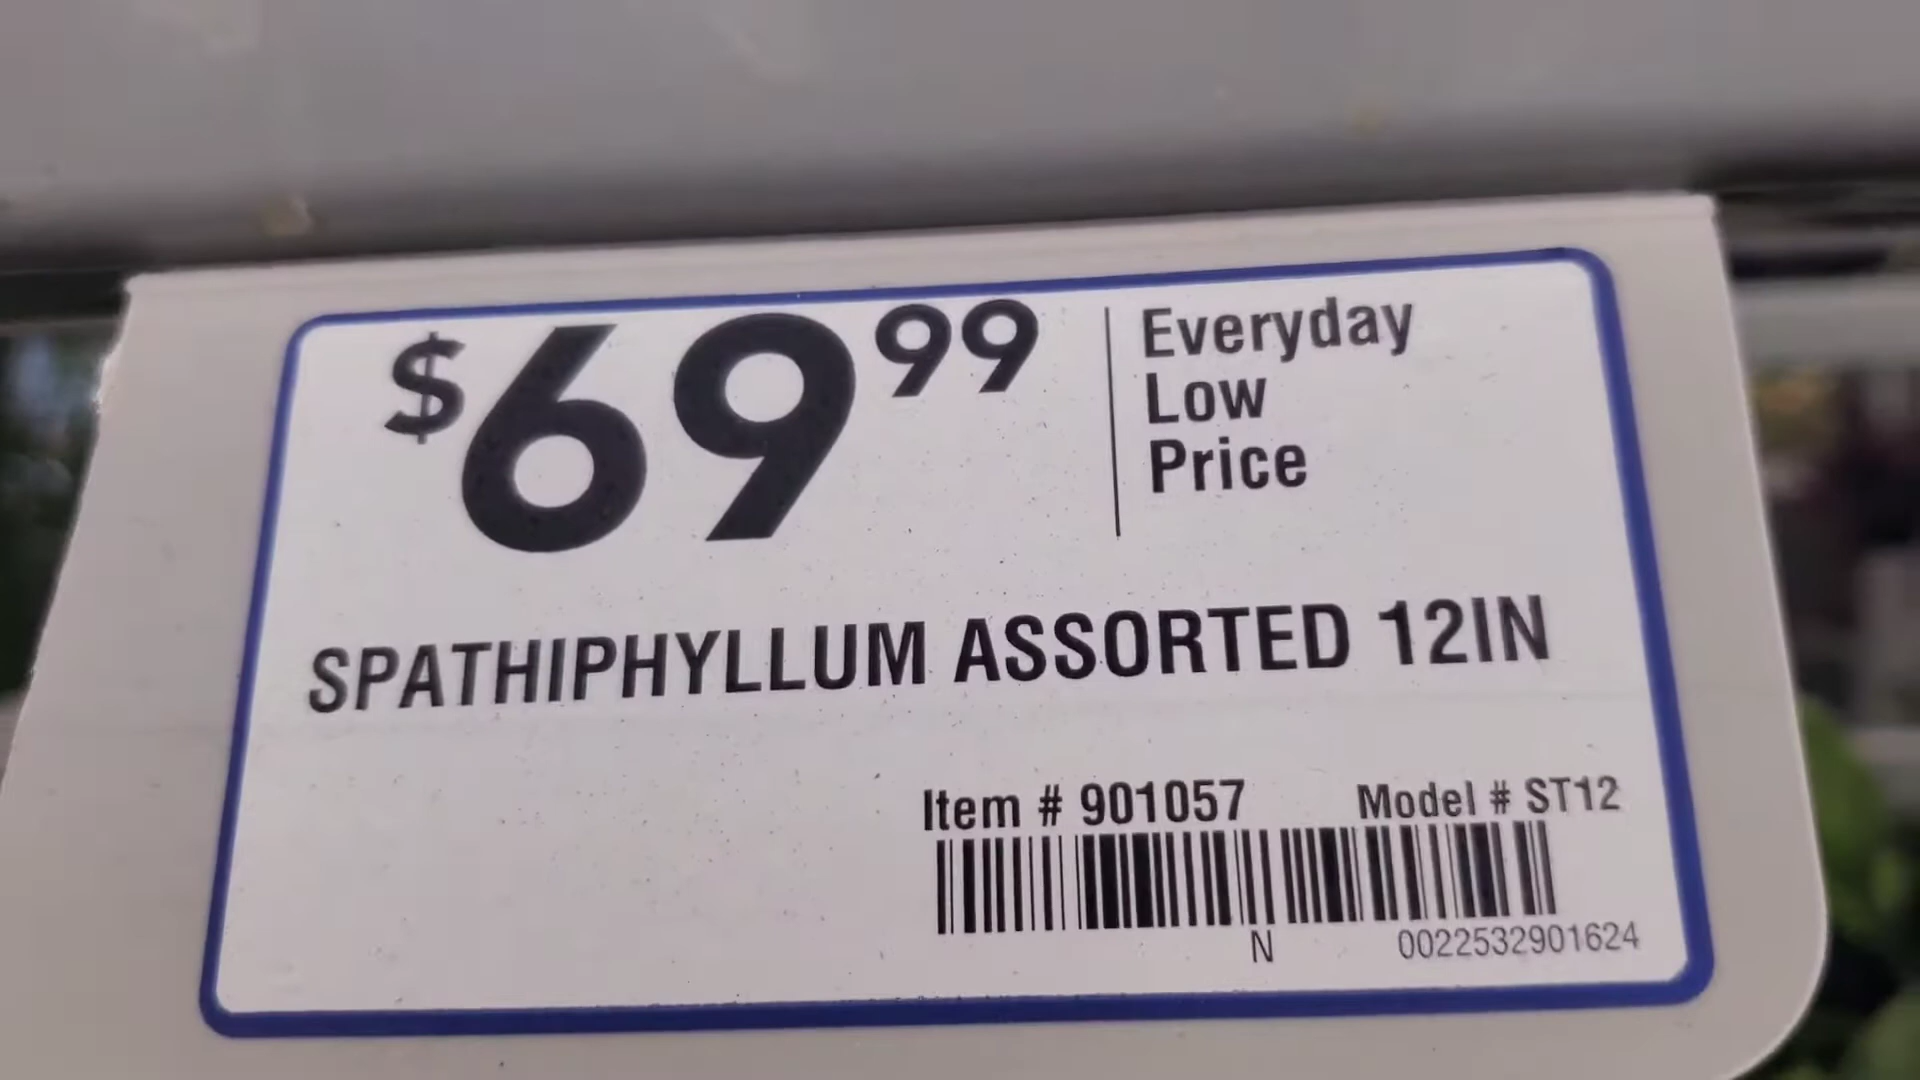 $69 99
Everyday
Low
Price
SPATHIPHYLLUM ASSORTED 12IN
Item # 901057 Model # ST12
N 0022532901624